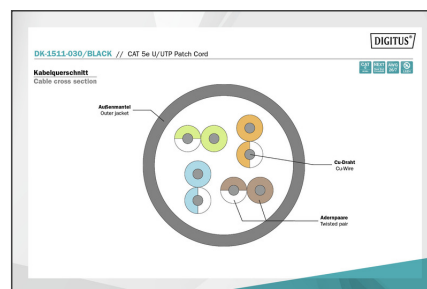 DIGITUS®
DK-1511-030/BLACK // CAT 5e U/UTP Patch Cord
Kabelquerschnitt
Cable cross section
Außenmantel
Outer jacket
Cu-Draht
Cu-Wire
Adernpaare
Twisted pair